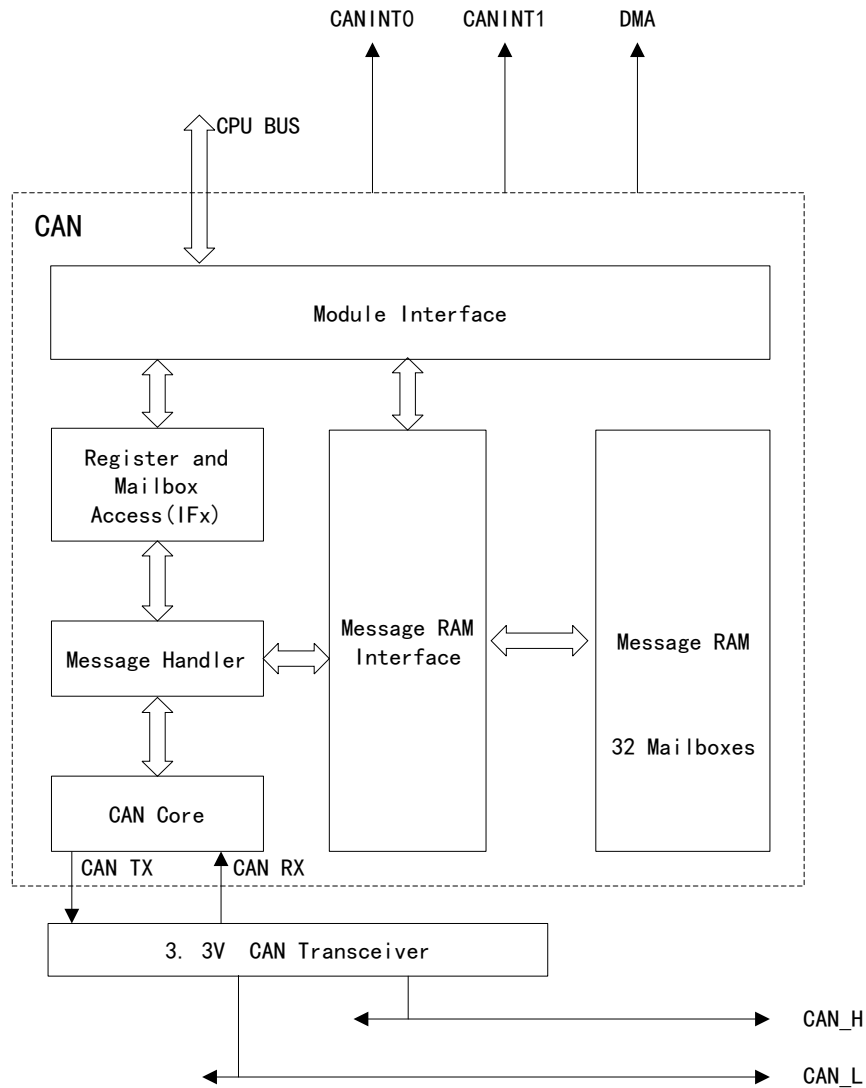 CANINT0 CANINT1 DMA
CPU BUS
CAN
Module Interface
Register and
Mailbox
Access(IFx)
Message Handler
Message RAM
Interface
Message RAM
32 Mailboxes
CAN Core
CAN TX CAN RX
3. 3V CAN Transceiver
CAN_H
CAN_L